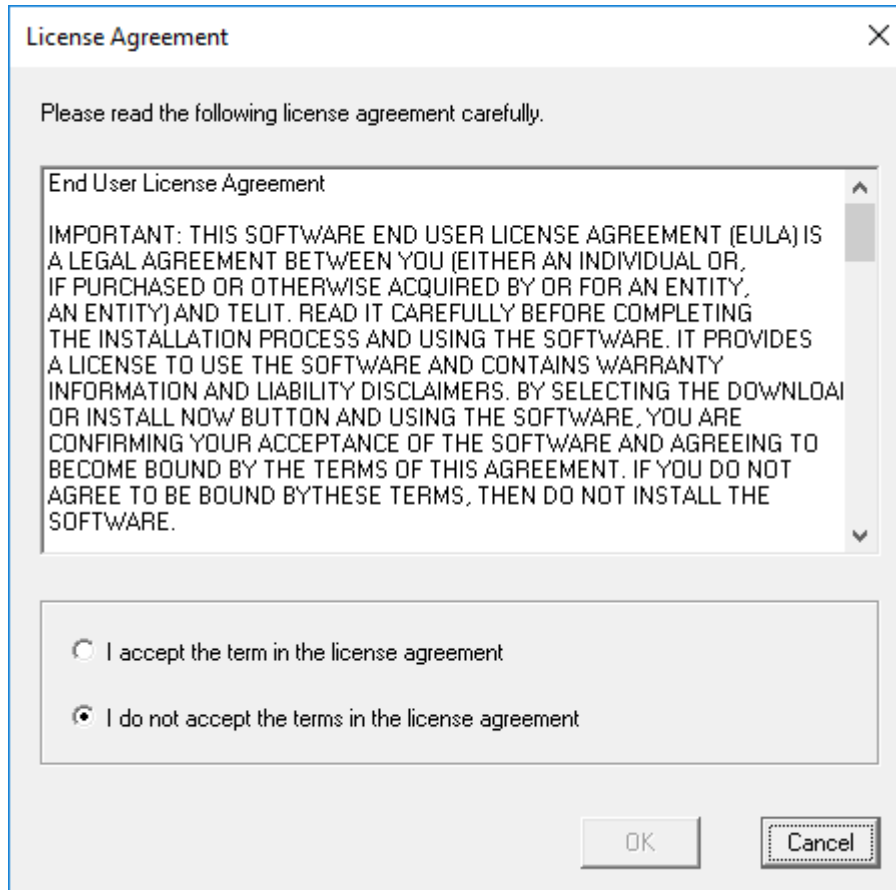 License Agreement
Please read the following license agreement carefully.
End User License Agreement
IMPORTANT: THIS SOFTWARE END USER LICENSE AGREEMENT (EULA) IS
A LEGAL AGREEMENT BETWEEN YOU (EITHER AN INDIVIDUAL OR,
IF PURCHASED OR OTHERWISE ACQUIRED BY OR FOR AN ENTITY,
AN ENTITY) AND TELIT. READ IT CAREFULLY BEFORE COMPLETING
THE INSTALLATION PROCESS AND USING THE SOFTWARE. IT PROVIDES
A LICENSE TO USE THE SOFTWARE AND CONTAINS WARRANTY
INFORMATION AND LIABILITY DISCLAIMERS. BY SELECTING THE DOWNLOA
OR INSTALL NOW BUTTON AND USING THE SOFTWARE, YOU ARE
CONFIRMING YOUR ACCEPTANCE OF THE SOFTWARE AND AGREEING TO
BECOME BOUND BY THE TERMS OF THIS AGREEMENT. IF YOU DO NOT
AGREE TO BE BOUND BYTHESE TERMS, THEN DO NOT INSTALL THE
SOFTWARE.
I accept the term in the license agreement
I do not accept the terms in the license agreement
OK
Cancel